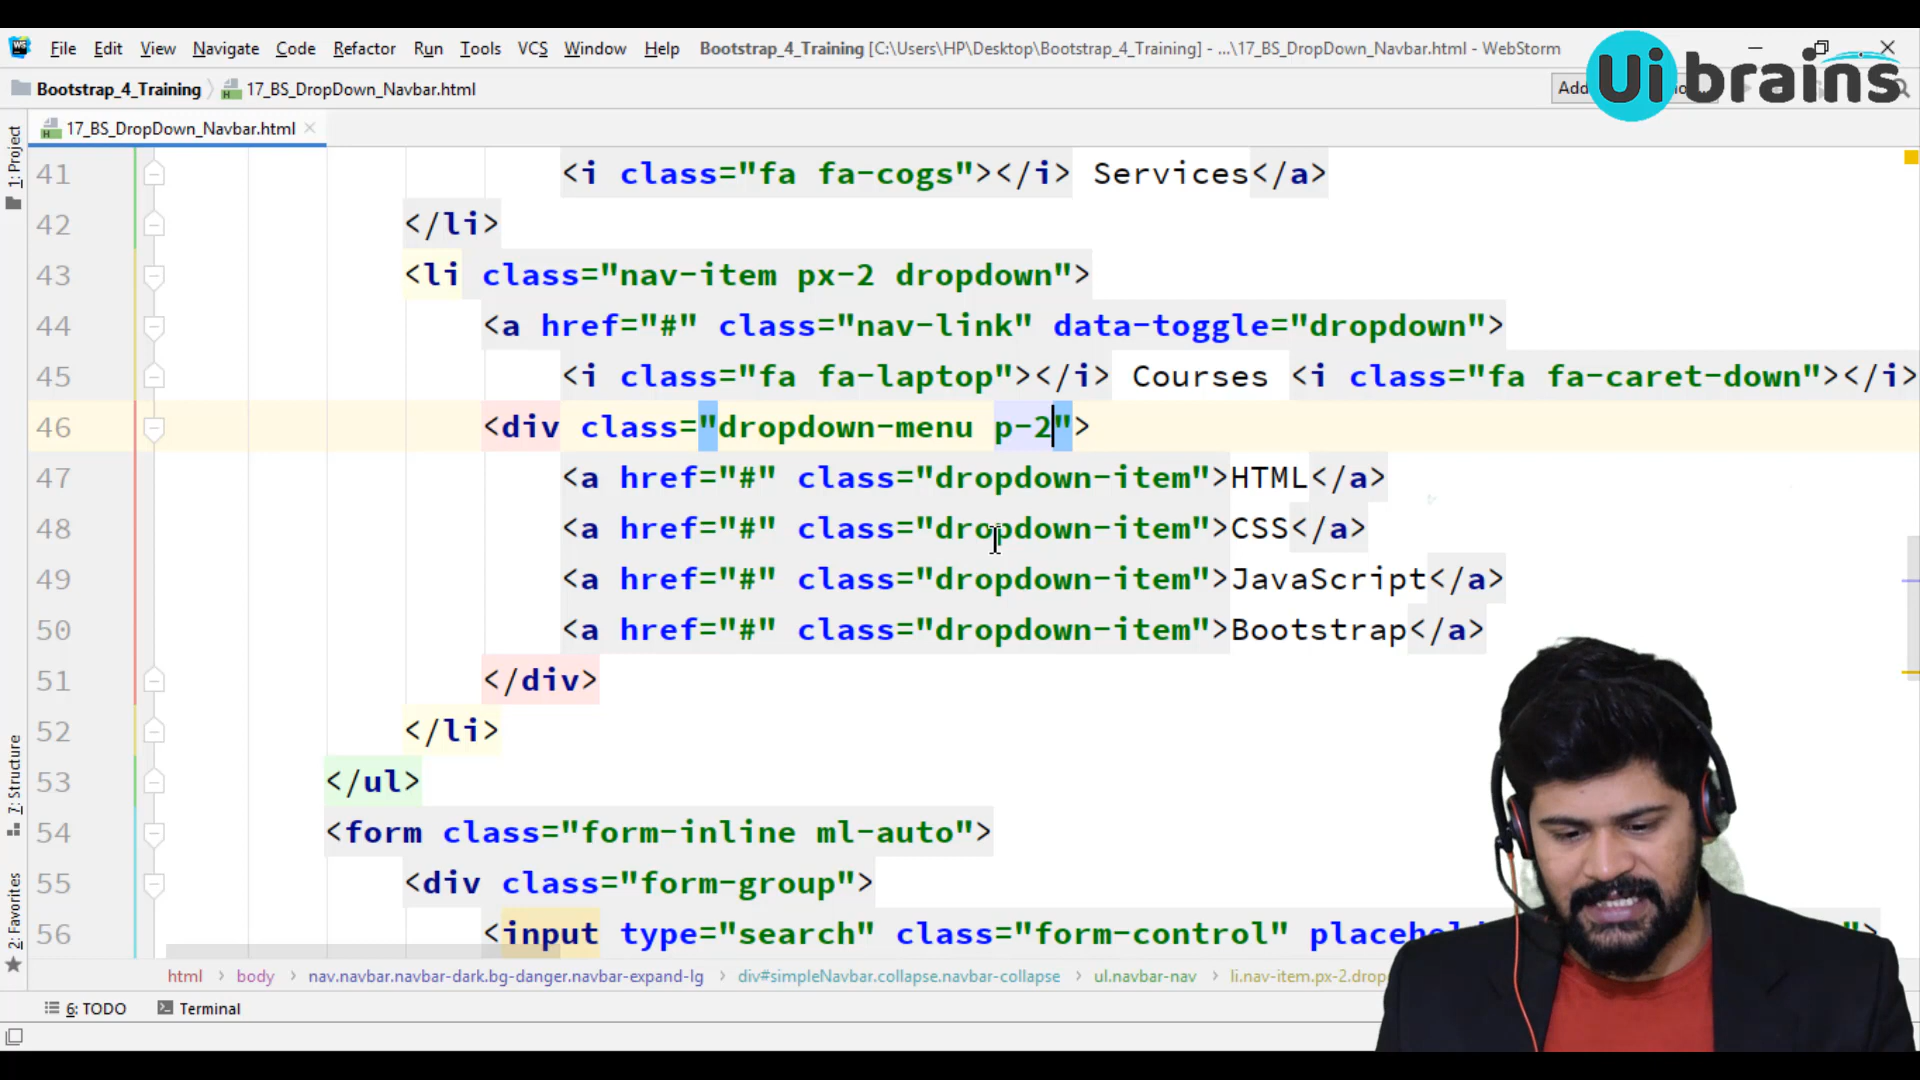 File Edit View Navigate Code Refactor Run Tools VCS Window Help Bootstrap_4_Training [C:\Users\HP\Desktop\Bootstrap_4_Training] - ...\17_BS_DropDown_Navbar.html - WebStorm
Ui brains
Bootstrap_4_Training 17_BS_DropDown_Navbar.html Add
17_BS_DropDown_Navbar.html
1: Project
41 <i class="fa fa-cogs"></i> Services</a>
42 </li>
43 <li class="nav-item px-2 dropdown">
44 <a href="#" class="nav-link" data-toggle="dropdown">
45 <i class="fa fa-laptop"></i> Courses <i class="fa fa-caret-down"></i>
46 <div class="dropdown-menu p-2">
47 <a href="#" class="dropdown-item">HTML</a>
48 <a href="#" class="dropdown-item">CSS</a>
49 <a href="#" class="dropdown-item">JavaScript</a>
50 <a href="#" class="dropdown-item">Bootstrap</a>
51 </div>
52 </li>
53 </ul>
54 <form class="form-inline ml-auto">
55 <div class="form-group">
56 <input type="search" class="form-control" placeh
7: Structure
2: Favorites
html body nav.navbar.navbar-dark.bg-danger.navbar-expand-lg div#simpleNavbar.collapse.navbar-collapse ul.navbar-nav li.nav-item.px-2.drop
6: TODO Terminal